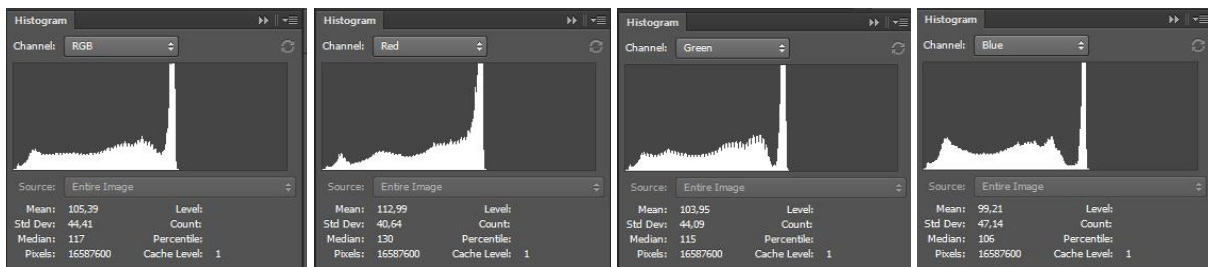 Histogram
Channel: RGB
Source: Entire Image
Mean: 105,39 Level:
Std Dev: 44,41 Count:
Median: 117 Percentile:
Pixels: 16587600 Cache Level: 1
Histogram
Channel: Red
Source: Entire Image
Mean: 112,99 Level:
Std Dev: 40,64 Count:
Median: 130 Percentile:
Pixels: 16587600 Cache Level: 1
Histogram
Channel: Green
Source: Entire Image
Mean: 103,95 Level:
Std Dev: 44,09 Count:
Median: 115 Percentile:
Pixels: 16587600 Cache Level: 1
Histogram
Channel: Blue
Source: Entire Image
Mean: 99,21 Level:
Std Dev: 47,14 Count:
Median: 106 Percentile:
Pixels: 16587600 Cache Level: 1